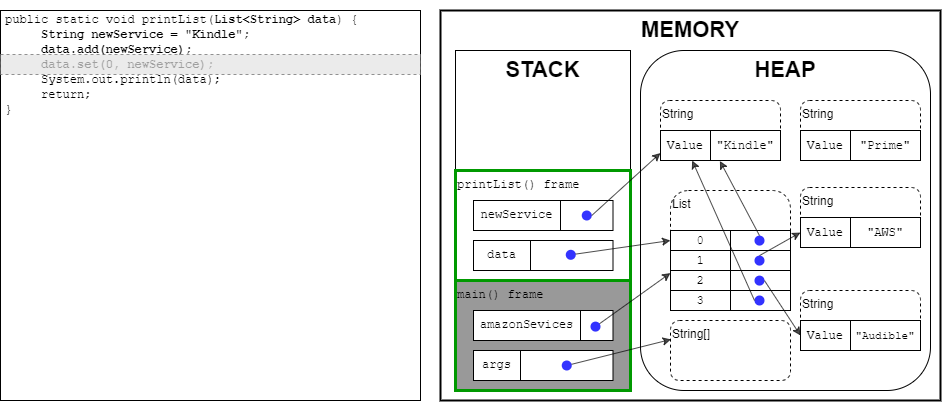 public static void printList(List<String> data) {
String newService = "Kindle";
data.add(newService);
data.set(0, newService);
System.out.println(data);
return;
}
MEMORY
STACK
HEAP
printList() frame
newService
data
main() frame
amazonSevices
args
String
Value "Kindle"
String
Value "Prime"
List
0
1
2
3
String
Value "AWS"
String
Value "Audible"
String[]